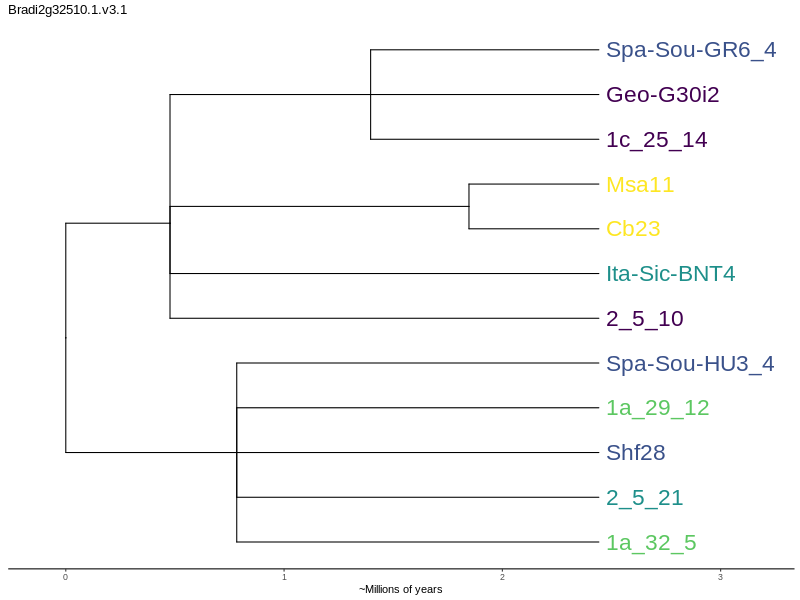 Bradi2g32510.1.v3.1
Spa-Sou-GR6_4
Geo-G30i2
1c_25_14
Msa11
Cb23
Ita-Sic-BNT4
2_5_10
Spa-Sou-HU3_4
1a_29_12
Shf28
2_5_21
1a_32_5
0 1 2 3
~Millions of years